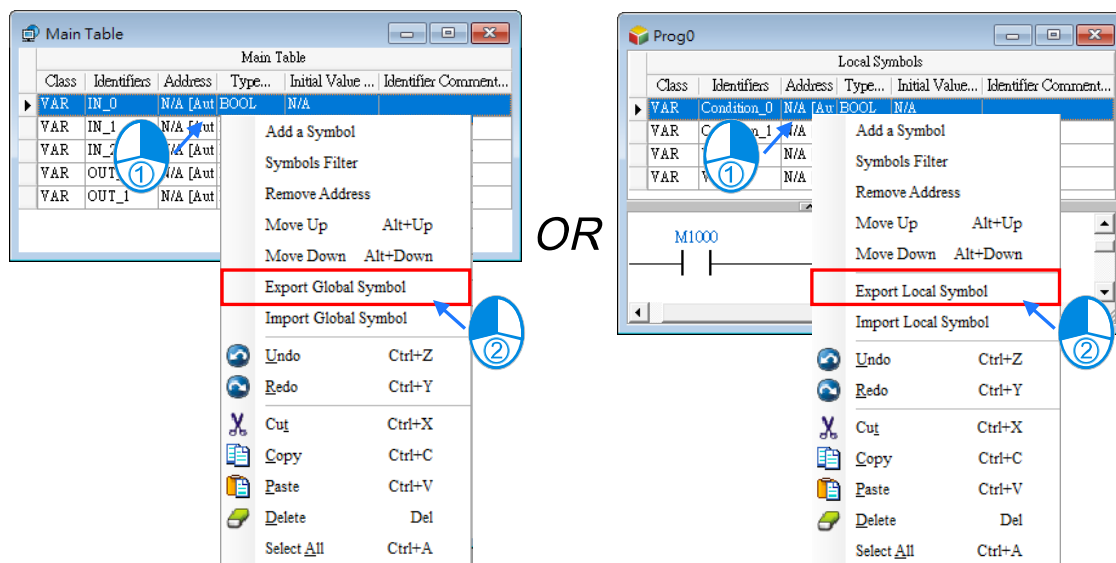 Main Table
Main Table
Class Identifiers Address Type... Initial Value ... Identifier Comment...
VAR IN_0 N/A [Aut BOOL N/A
VAR IN_1 N/A [Aut
VAR IN_2 N/A [Aut
VAR OUT_ N/A [Aut
VAR OUT_1 N/A [Aut
1
Add a Symbol
Symbols Filter
Remove Address
Move Up Alt+Up
Move Down Alt+Down
Export Global Symbol
Import Global Symbol
2
Undo Ctrl+Z
Redo Ctrl+Y
Cut Ctrl+X
Copy Ctrl+C
Paste Ctrl+V
Delete Del
Select All Ctrl+A
OR
Prog0
Local Symbols
Class Identifiers Address Type... Initial Value... Identifier Comment...
VAR Condition_0 N/A [Au BOOL N/A
VAR C n_1 N/A
VAR N/A
VAR V N/A
1
M1000
Add a Symbol
Symbols Filter
Remove Address
Move Up Alt+Up
Move Down Alt+Down
Export Local Symbol
Import Local Symbol
2
Undo Ctrl+Z
Redo Ctrl+Y
Cut Ctrl+X
Copy Ctrl+C
Paste Ctrl+V
Delete Del
Select All Ctrl+A